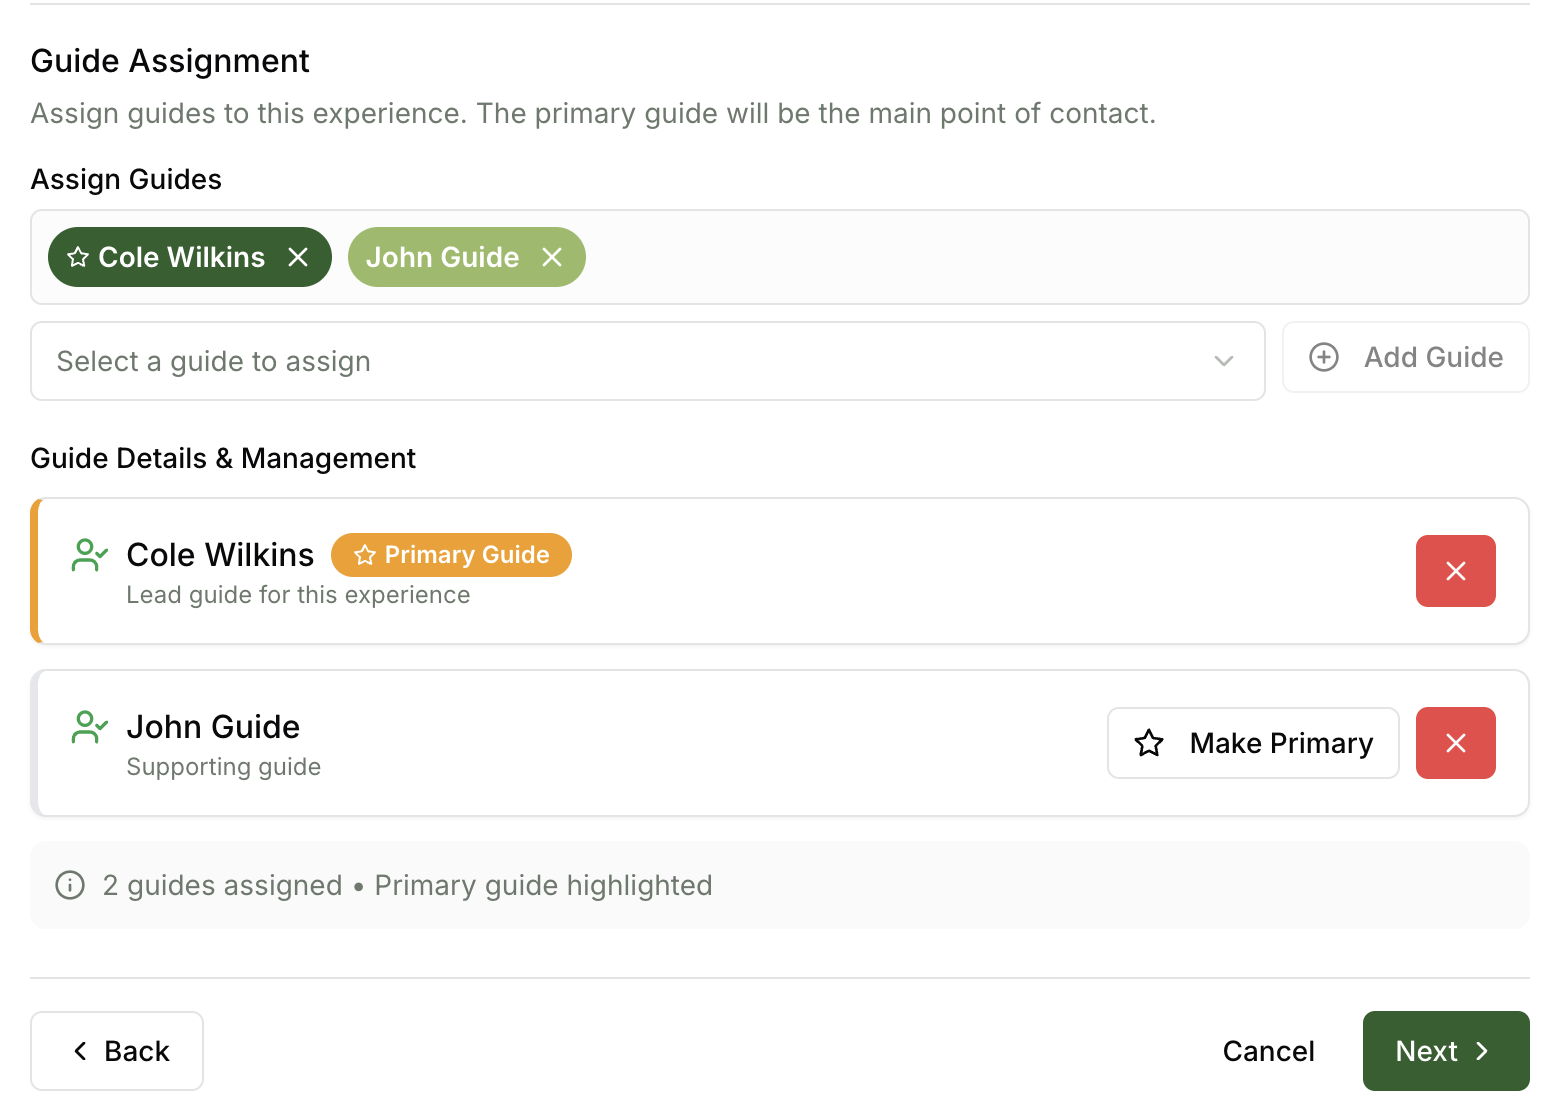 Guide Assignment
Assign guides to this experience. The primary guide will be the main point of contact.
Assign Guides
Cole Wilkins John Guide
Select a guide to assign Add Guide
Guide Details & Management
Cole Wilkins Primary Guide
Lead guide for this experience
John Guide Make Primary
Supporting guide
2 guides assigned • Primary guide highlighted
Back Cancel Next